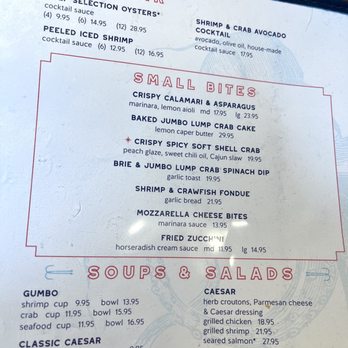 SELECTION OYSTERS*
cocktail sauce
(4) 9.95 (6) 14.95 (12) 28.95
PEELED ICED SHRIMP
cocktail sauce (6) 12.95 (12) 16.95
SHRIMP & CRAB AVOCADO
COCKTAIL
avocado, olive oil, house-made
cocktail sauce 17.95
SMALL BITES
CRISPY CALAMARI & ASPARAGUS
marinara, lemon aioli md 17.95 lg 23.95
BAKED JUMBO LUMP CRAB CAKE
lemon caper butter 29.95
CRISPY SPICY SOFT SHELL CRAB
peach glaze, sweet chili oil, Cajun slaw 19.95
BRIE & JUMBO LUMP CRAB SPINACH DIP
garlic toast 19.95
SHRIMP & CRAWFISH FONDUE
garlic bread 21.95
MOZZARELLA CHEESE BITES
marinara sauce 13.95
FRIED ZUCCHINI
horseradish cream sauce md 11.95 lg 14.95
SOUPS & SALADS
GUMBO
shrimp cup 9.95 bowl 13.95
crab cup 11.95 bowl 15.95
seafood cup 11.95 bowl 16.95
CLASSIC CAESAR
CAESAR
herb croutons, Parmesan cheese
& Caesar dressing
grilled chicken 18.95
grilled shrimp 21.95
seared salmon* 27.95